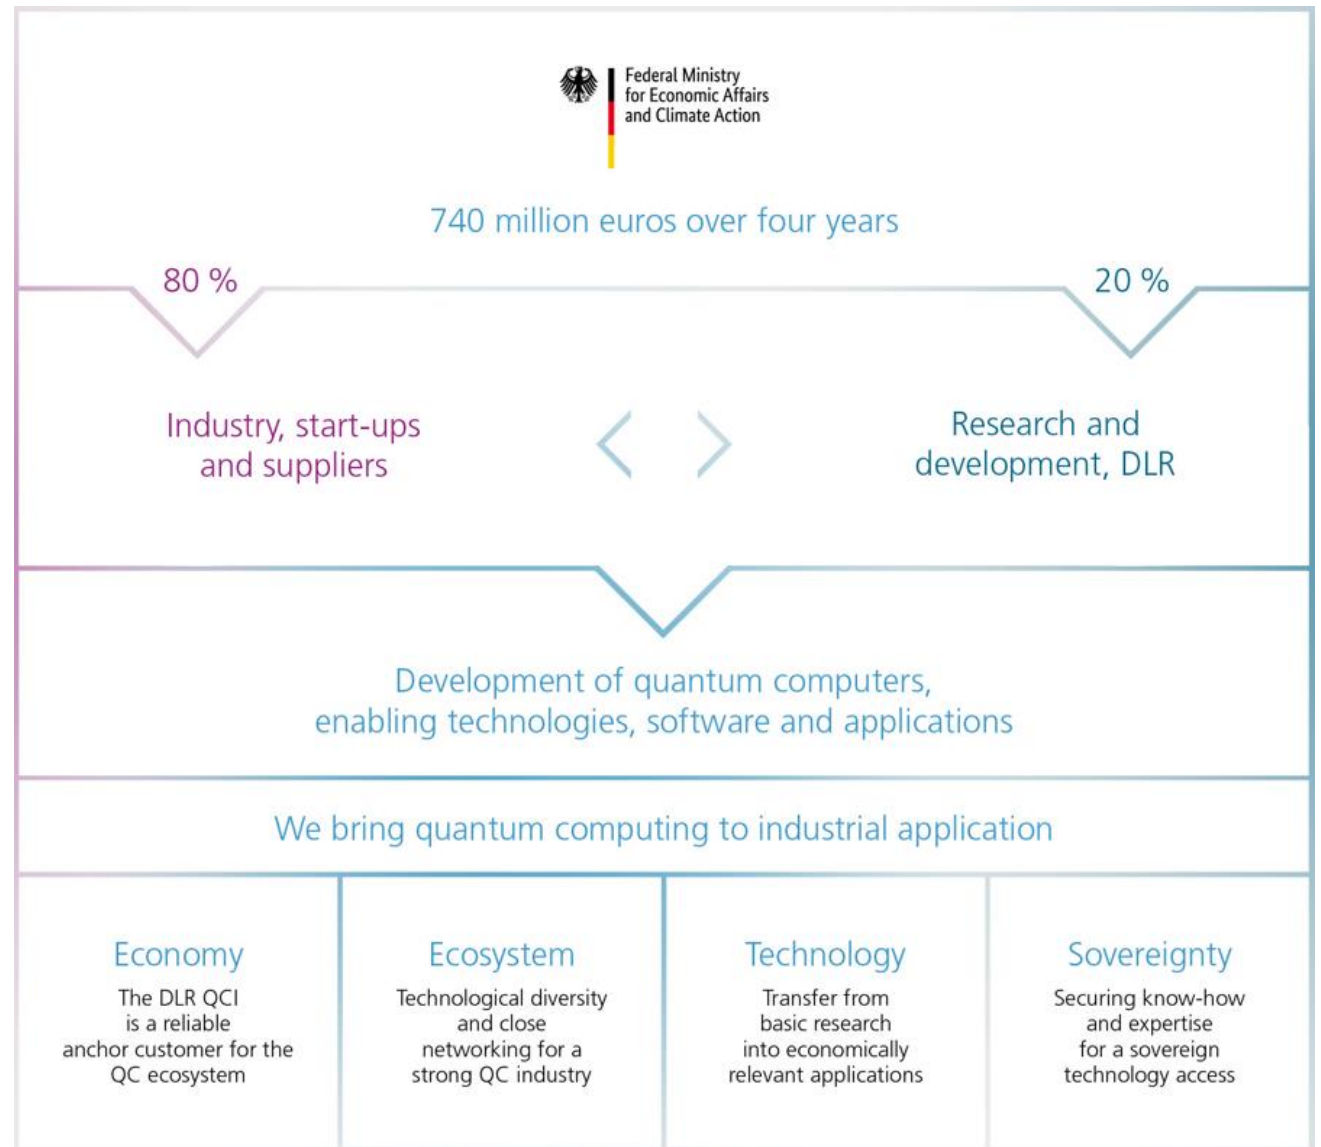 Federal Ministry
for Economic Affairs
and Climate Action
740 million euros over four years
80 %
20 %
Industry, start-ups
and suppliers
Research and
development, DLR
Development of quantum computers,
enabling technologies, software and applications
We bring quantum computing to industrial application
Economy
The DLR QCI
is a reliable
anchor customer for the
QC ecosystem
Ecosystem
Technological diversity
and close
networking for a
strong QC industry
Technology
Transfer from
basic research
into economically
relevant applications
Sovereignty
Securing know-how
and expertise
for a sovereign
technology access